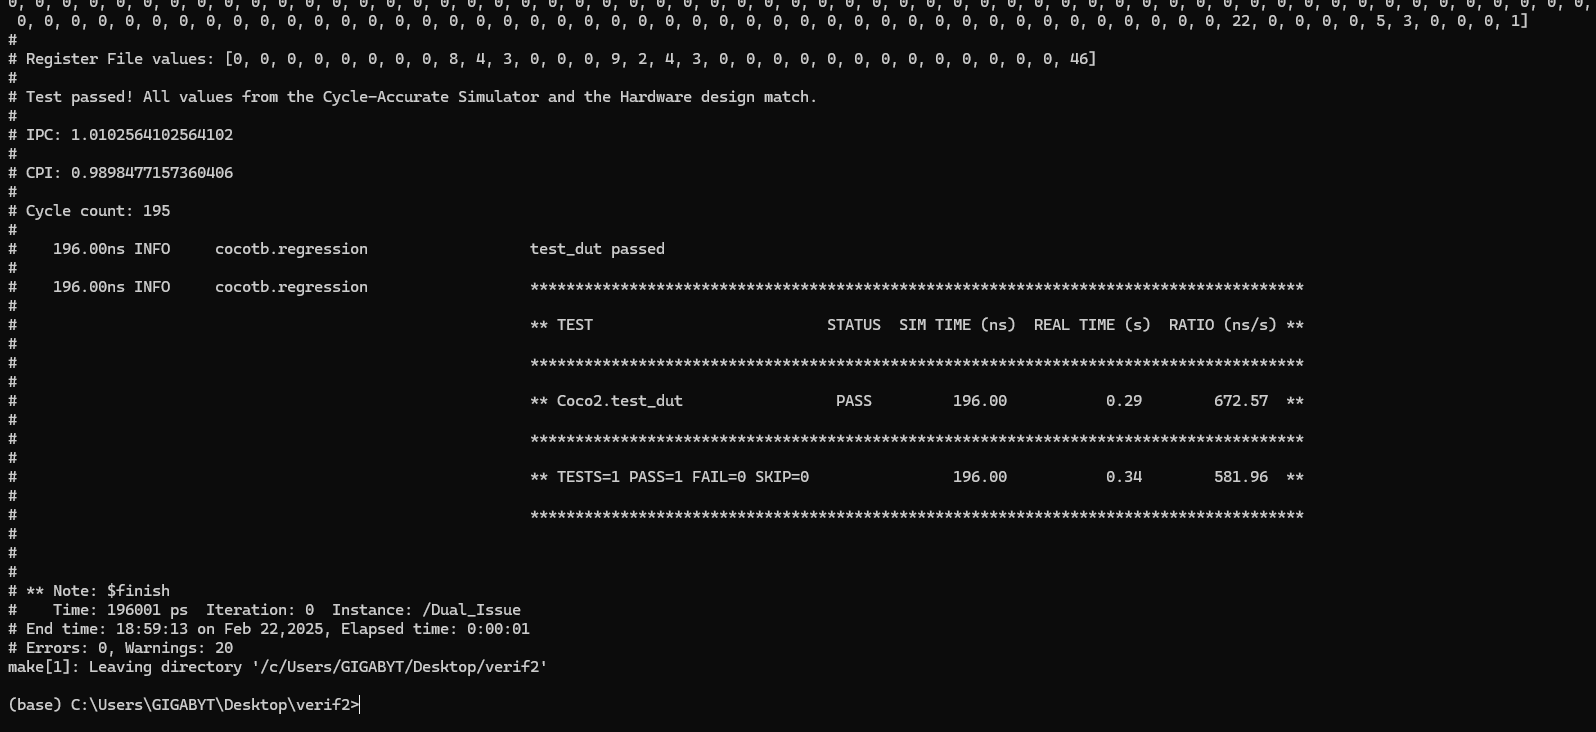 0, 0, 0, 0, 0, 0, 0, 0, 0, 0, 0, 0, 0, 0, 0, 0, 0, 0, 0, 0, 0, 0, 0, 0, 0, 0, 0, 0, 0, 0, 0, 0, 0, 0, 0, 0, 0, 0, 0, 0, 0, 0, 0, 0, 0, 0, 0, 0, 0, 0, 0, 0, 0, 0, 0, 0, 0, 0, 0,
0, 0, 0, 0, 0, 0, 0, 0, 0, 0, 0, 0, 0, 0, 0, 0, 0, 0, 0, 0, 0, 0, 0, 0, 0, 0, 0, 0, 0, 0, 0, 0, 0, 0, 0, 0, 0, 0, 0, 0, 0, 0, 0, 0, 0, 22, 0, 0, 0, 0, 5, 3, 0, 0, 0, 1]
#
# Register File values: [0, 0, 0, 0, 0, 0, 0, 0, 8, 4, 3, 0, 0, 0, 9, 2, 4, 3, 0, 0, 0, 0, 0, 0, 0, 0, 0, 0, 0, 0, 0, 46]
#
# Test passed! All values from the Cycle-Accurate Simulator and the Hardware design match.
#
# IPC: 1.0102564102564102
#
# CPI: 0.9898477157360406
#
# Cycle count: 195
#
# 196.00ns INFO cocotb.regression test_dut passed
#
# 196.00ns INFO cocotb.regression **************************************************************************************
#
# ** TEST STATUS SIM TIME (ns) REAL TIME (s) RATIO (ns/s) **
#
# **************************************************************************************
#
# ** Coco2.test_dut PASS 196.00 0.29 672.57 **
#
# **************************************************************************************
#
# ** TESTS=1 PASS=1 FAIL=0 SKIP=0 196.00 0.34 581.96 **
#
# **************************************************************************************
#
#
#
# ** Note: $finish
# Time: 196001 ps Iteration: 0 Instance: /Dual_Issue
# End time: 18:59:13 on Feb 22,2025, Elapsed time: 0:00:01
# Errors: 0, Warnings: 20
make[1]: Leaving directory '/c/Users/GIGABYT/Desktop/verif2'
(base) C:\Users\GIGABYT\Desktop\verif2>